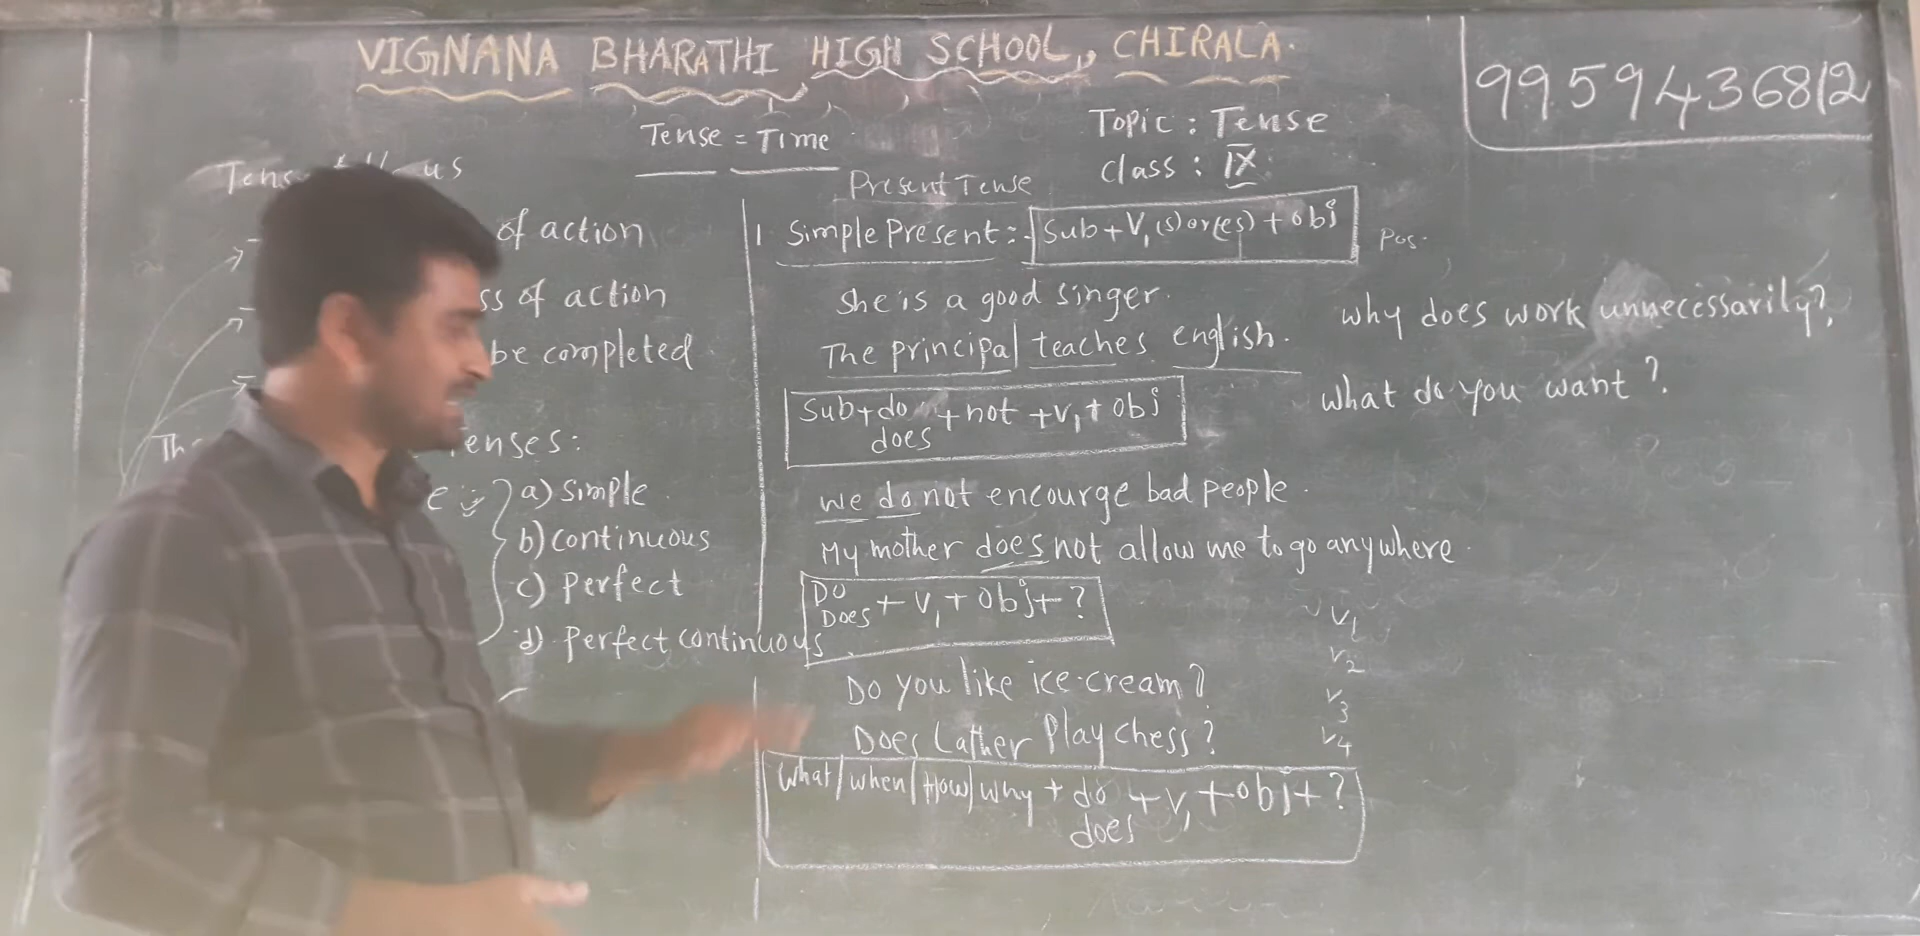 VIGNANA BHARATHI HIGH SCHOOL, CHIRALA.
9959436812
Tense = Time
Topic : Tense
Class : IX
us
of action
of action
be completed
enses:
a) Simple
b) continuous
c) Perfect
d) Perfect continuous
Present Tense
1 Simple Present :- Sub + V1 (s) or (es) + obj
Pos.
She is a good singer.
The principal teaches english.
Sub + do does + not + V1 + obj
we do not encourge bad people.
My mother does not allow me to go anywhere.
Do Does + V1 + obj + ?
Do you like ice-cream?
Does Father Play chess?
What / when / How / why + do does + V1 + obj + ?
why does work unnecessarily?
what do you want ?
V1
V2
V3
V4